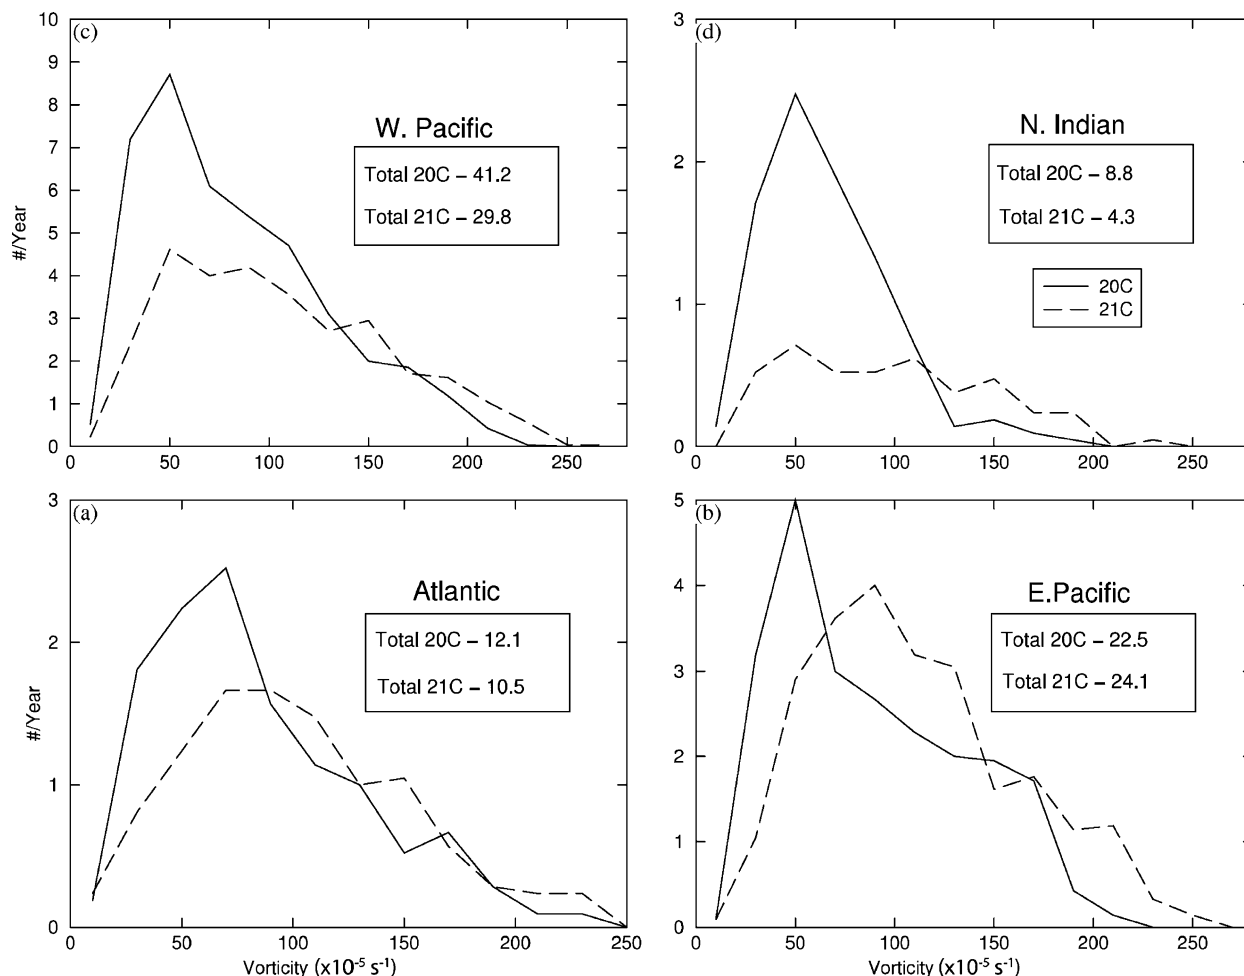 (c)
10
9
8
7
6
5
4
3
2
1
0
#/Year
W. Pacific
Total 20C – 41.2
Total 21C – 29.8
0 50 100 150 200 250
(d)
3
2
1
0
N. Indian
Total 20C – 8.8
Total 21C – 4.3
20C
21C
0 50 100 150 200 250
(a)
3
2
1
0
#/Year
Atlantic
Total 20C – 12.1
Total 21C – 10.5
0 50 100 150 200 250
Vorticity (x10⁻⁵ s⁻¹)
(b)
5
4
3
2
1
0
E.Pacific
Total 20C – 22.5
Total 21C – 24.1
0 50 100 150 200 250
Vorticity (x10⁻⁵ s⁻¹)